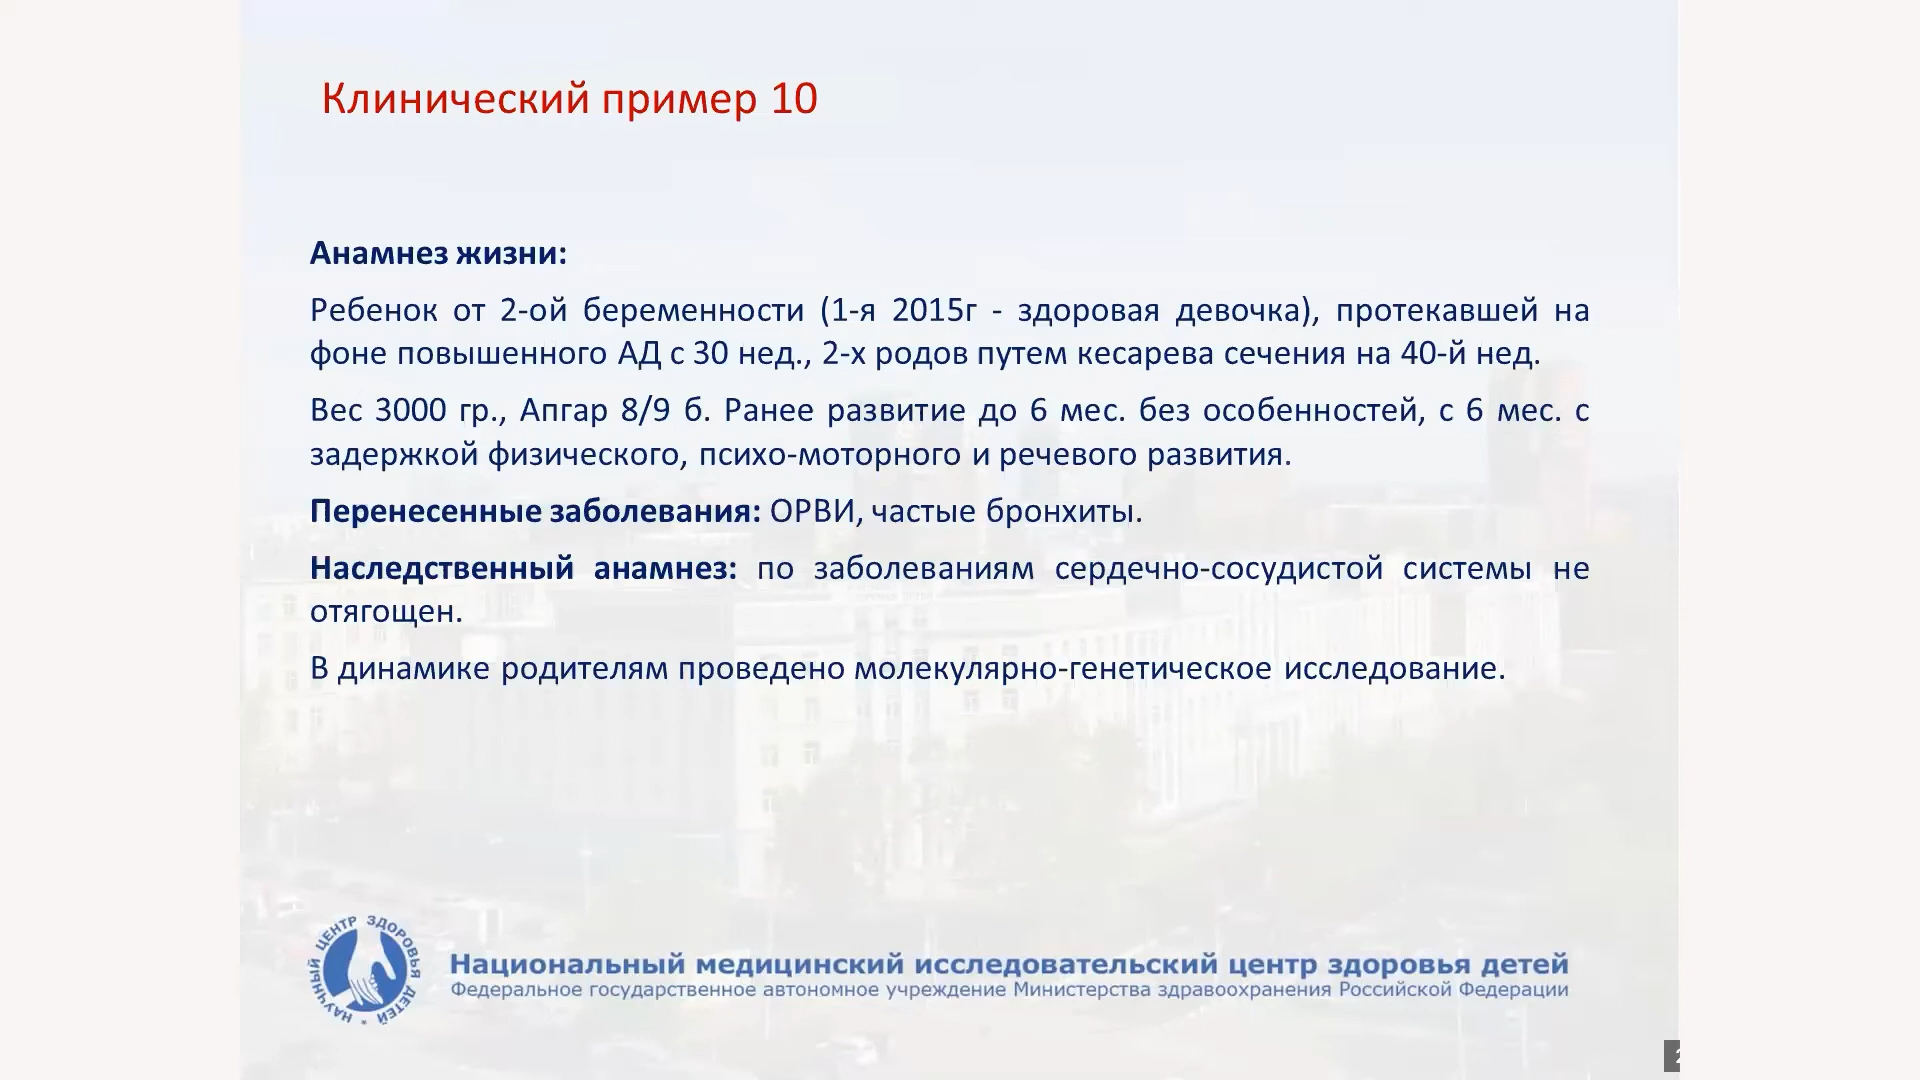 Клинический пример 10
Анамнез жизни:
Ребенок от 2-ой беременности (1-я 2015г - здоровая девочка), протекавшей на
фоне повышенного АД с 30 нед., 2-х родов путем кесарева сечения на 40-й нед.
Вес 3000 гр., Апгар 8/9 б. Ранее развитие до 6 мес. без особенностей, с 6 мес. с
задержкой физического, психо-моторного и речевого развития.
Перенесенные заболевания: ОРВИ, частые бронхиты.
Наследственный анамнез: по заболеваниям сердечно-сосудистой системы не
отягощен.
В динамике родителям проведено молекулярно-генетическое исследование.
НАУЧНЫЙ ЦЕНТР ЗДОРОВЬЯ ДЕТЕЙ
Национальный медицинский исследовательский центр здоровья детей
Федеральное государственное автономное учреждение Министерства здравоохранения Российской Федерации